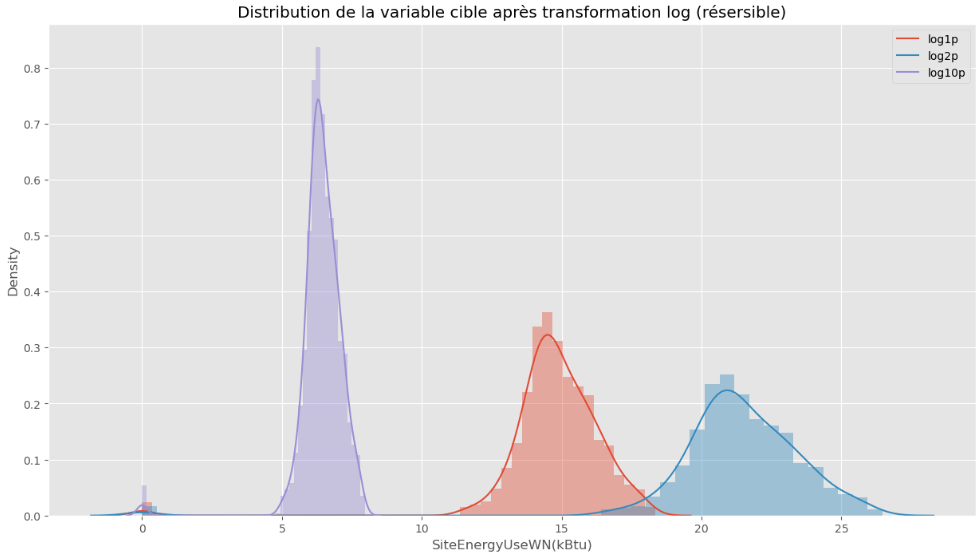 Distribution de la variable cible après transformation log (résersible)
log1p
log2p
log10p
0.8
0.7
0.6
0.5
0.4
0.3
0.2
0.1
0.0
Density
0
5
10
15
20
25
SiteEnergyUseWN(kBtu)